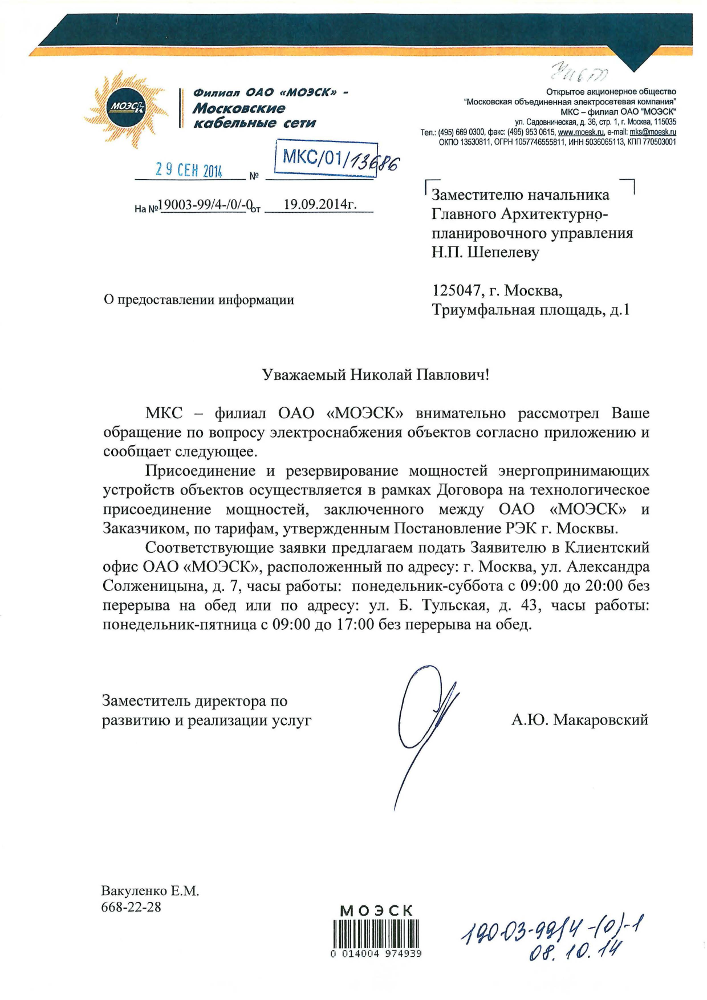 МОЭСК
Филиал ОАО «МОЭСК» -
Московские
кабельные сети
Открытое акционерное общество
“Московская объединенная электросетевая компания”
МКС – филиал ОАО “МОЭСК”
ул. Садовническая, д. 36, стр. 1, г. Москва, 115035
Тел.: (495) 669 0300, факс: (495) 953 0615, www.moesk.ru, e-mail: mks@moesk.ru
ОКПО 13530811, ОГРН 1057746555811, ИНН 5036065113, КПП 770503001
29 СЕН 2014 № МКС/01/13686
На №19003-99/4-/0/-0 от 19.09.2014г.
Заместителю начальника
Главного Архитектурно-
планировочного управления
Н.П. Шепелеву
125047, г. Москва,
Триумфальная площадь, д.1
О предоставлении информации
Уважаемый Николай Павлович!
МКС – филиал ОАО «МОЭСК» внимательно рассмотрел Ваше
обращение по вопросу электроснабжения объектов согласно приложению и
сообщает следующее.
Присоединение и резервирование мощностей энергопринимающих
устройств объектов осуществляется в рамках Договора на технологическое
присоединение мощностей, заключенного между ОАО «МОЭСК» и
Заказчиком, по тарифам, утвержденным Постановление РЭК г. Москвы.
Соответствующие заявки предлагаем подать Заявителю в Клиентский
офис ОАО «МОЭСК», расположенный по адресу: г. Москва, ул. Александра
Солженицына, д. 7, часы работы: понедельник-суббота с 09:00 до 20:00 без
перерыва на обед или по адресу: ул. Б. Тульская, д. 43, часы работы:
понедельник-пятница с 09:00 до 17:00 без перерыва на обед.
Заместитель директора по
развитию и реализации услуг
А.Ю. Макаровский
Вакуленко Е.М.
668-22-28
МОЭСК
0 014004 974939
19003-99/4-(0)-1
08.10.14